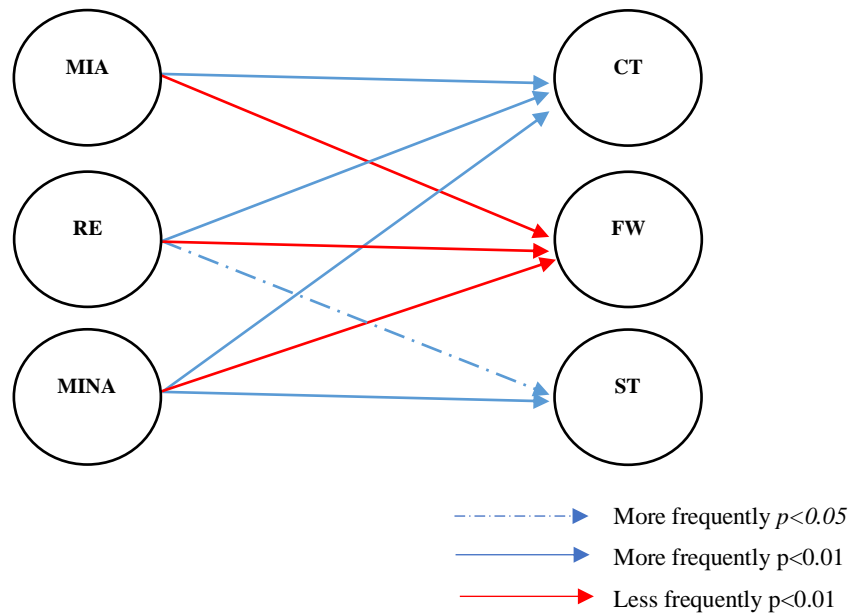 MIA
CT
RE
FW
MINA
ST
More frequently p<0.05
More frequently p<0.01
Less frequently p<0.01